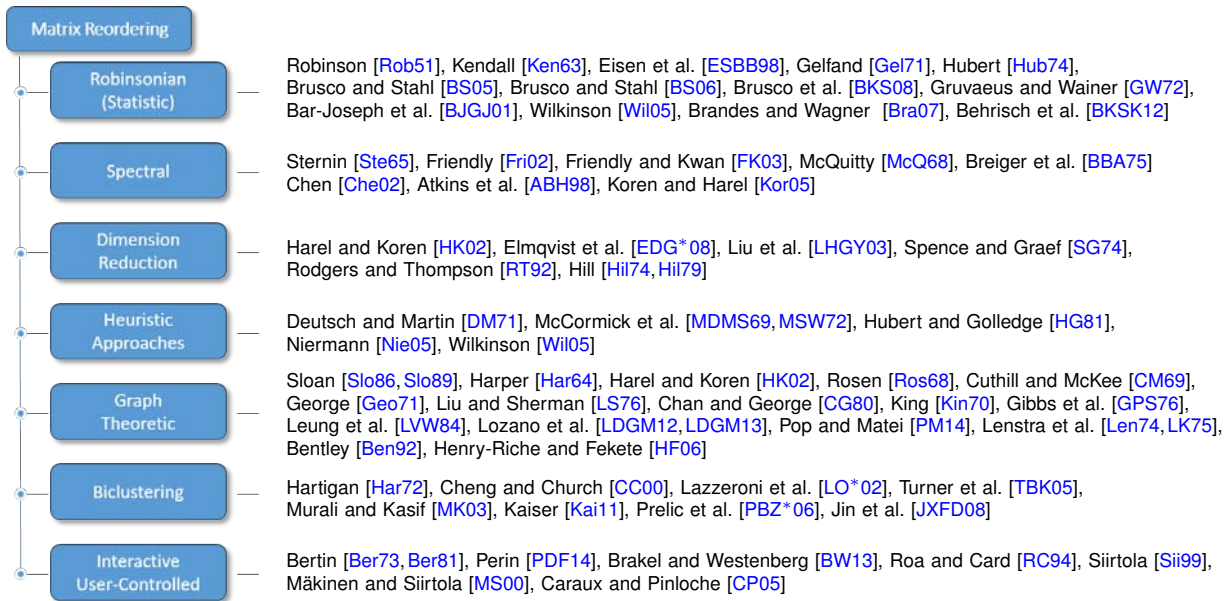 Matrix Reordering
Robinsonian
(Statistic)
Robinson [Rob51], Kendall [Ken63], Eisen et al. [ESBB98], Gelfand [Gel71], Hubert [Hub74],
Brusco and Stahl [BS05], Brusco and Stahl [BS06], Brusco et al. [BKS08], Gruvaeus and Wainer [GW72],
Bar-Joseph et al. [BJGJ01], Wilkinson [Wil05], Brandes and Wagner [Bra07], Behrisch et al. [BKSK12]
Spectral
Sternin [Ste65], Friendly [Fri02], Friendly and Kwan [FK03], McQuitty [McQ68], Breiger et al. [BBA75]
Chen [Che02], Atkins et al. [ABH98], Koren and Harel [Kor05]
Dimension
Reduction
Harel and Koren [HK02], Elmqvist et al. [EDG*08], Liu et al. [LHGY03], Spence and Graef [SG74],
Rodgers and Thompson [RT92], Hill [Hil74, Hil79]
Heuristic
Approaches
Deutsch and Martin [DM71], McCormick et al. [MDMS69, MSW72], Hubert and Golledge [HG81],
Niermann [Nie05], Wilkinson [Wil05]
Graph
Theoretic
Sloan [Slo86, Slo89], Harper [Har64], Harel and Koren [HK02], Rosen [Ros68], Cuthill and McKee [CM69],
George [Geo71], Liu and Sherman [LS76], Chan and George [CG80], King [Kin70], Gibbs et al. [GPS76],
Leung et al. [LVW84], Lozano et al. [LDGM12, LDGM13], Pop and Matei [PM14], Lenstra et al. [Len74, LK75],
Bentley [Ben92], Henry-Riche and Fekete [HF06]
Biclustering
Hartigan [Har72], Cheng and Church [CC00], Lazzeroni et al. [LO*02], Turner et al. [TBK05],
Murali and Kasif [MK03], Kaiser [Kai11], Prelic et al. [PBZ*06], Jin et al. [JXFD08]
Interactive
User-Controlled
Bertin [Ber73, Ber81], Perin [PDF14], Brakel and Westenberg [BW13], Roa and Card [RC94], Siirtola [Sii99],
Mäkinen and Siirtola [MS00], Caraux and Pinloche [CP05]